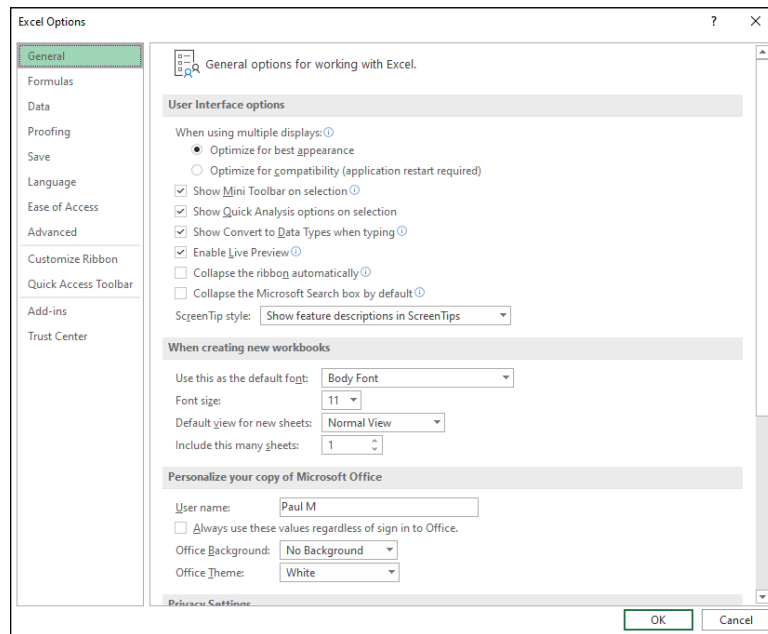 Excel Options
?
General
Formulas
Data
Proofing
Save
Language
Ease of Access
Advanced
Customize Ribbon
Quick Access Toolbar
Add-ins
Trust Center
General options for working with Excel.
User Interface options
When using multiple displays:
Optimize for best appearance
Optimize for compatibility (application restart required)
Show Mini Toolbar on selection
Show Quick Analysis options on selection
Show Convert to Data Types when typing
Enable Live Preview
Collapse the ribbon automatically
Collapse the Microsoft Search box by default
ScreenTip style: Show feature descriptions in ScreenTips
When creating new workbooks
Use this as the default font: Body Font
Font size: 11
Default view for new sheets: Normal View
Include this many sheets: 1
Personalize your copy of Microsoft Office
User name: Paul M
Always use these values regardless of sign in to Office.
Office Background: No Background
Office Theme: White
Privacy Settings
OK Cancel